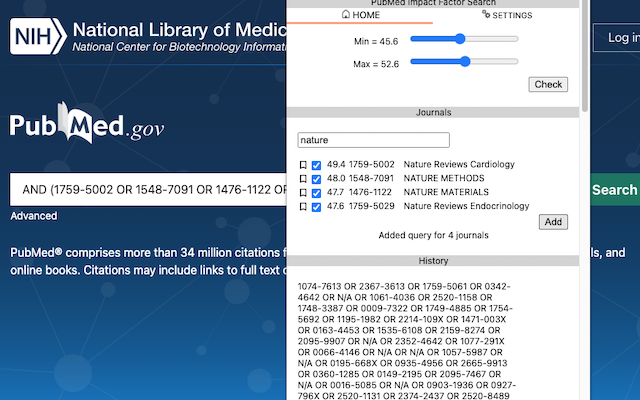 PubMed Impact Factor Search
HOME
SETTINGS
Min = 45.6
Max = 52.6
Check
Journals
nature
49.4 1759-5002 Nature Reviews Cardiology
48.0 1548-7091 NATURE METHODS
47.7 1476-1122 NATURE MATERIALS
47.6 1759-5029 Nature Reviews Endocrinology
Add
Added query for 4 journals
History
1074-7613 OR 2367-3613 OR 1759-5061 OR 0342-
4642 OR N/A OR 1061-4036 OR 2520-1158 OR
1748-3387 OR 0009-7322 OR 1749-4885 OR 1754-
5692 OR 1195-1982 OR 2214-109X OR 1471-003X
OR 0163-4453 OR 1535-6108 OR 2159-8274 OR
2095-9907 OR N/A OR 2352-4642 OR 1077-291X
OR 0066-4146 OR N/A OR N/A OR 1057-5987 OR
N/A OR 0195-668X OR 0935-4956 OR 2665-9913
OR 0360-1285 OR 0149-2195 OR 2095-7467 OR
N/A OR 0016-5085 OR N/A OR 0903-1936 OR 0927-
796X OR 2520-1131 OR 2374-2437 OR 2520-8489
NIH
National Library of Medic
National Center for Biotechnology Informati
Log in
PubMed.gov
AND (1759-5002 OR 1548-7091 OR 1476-1122 OR
Search
Advanced
PubMed® comprises more than 34 million citations f
ls, and
online books. Citations may include links to full text c